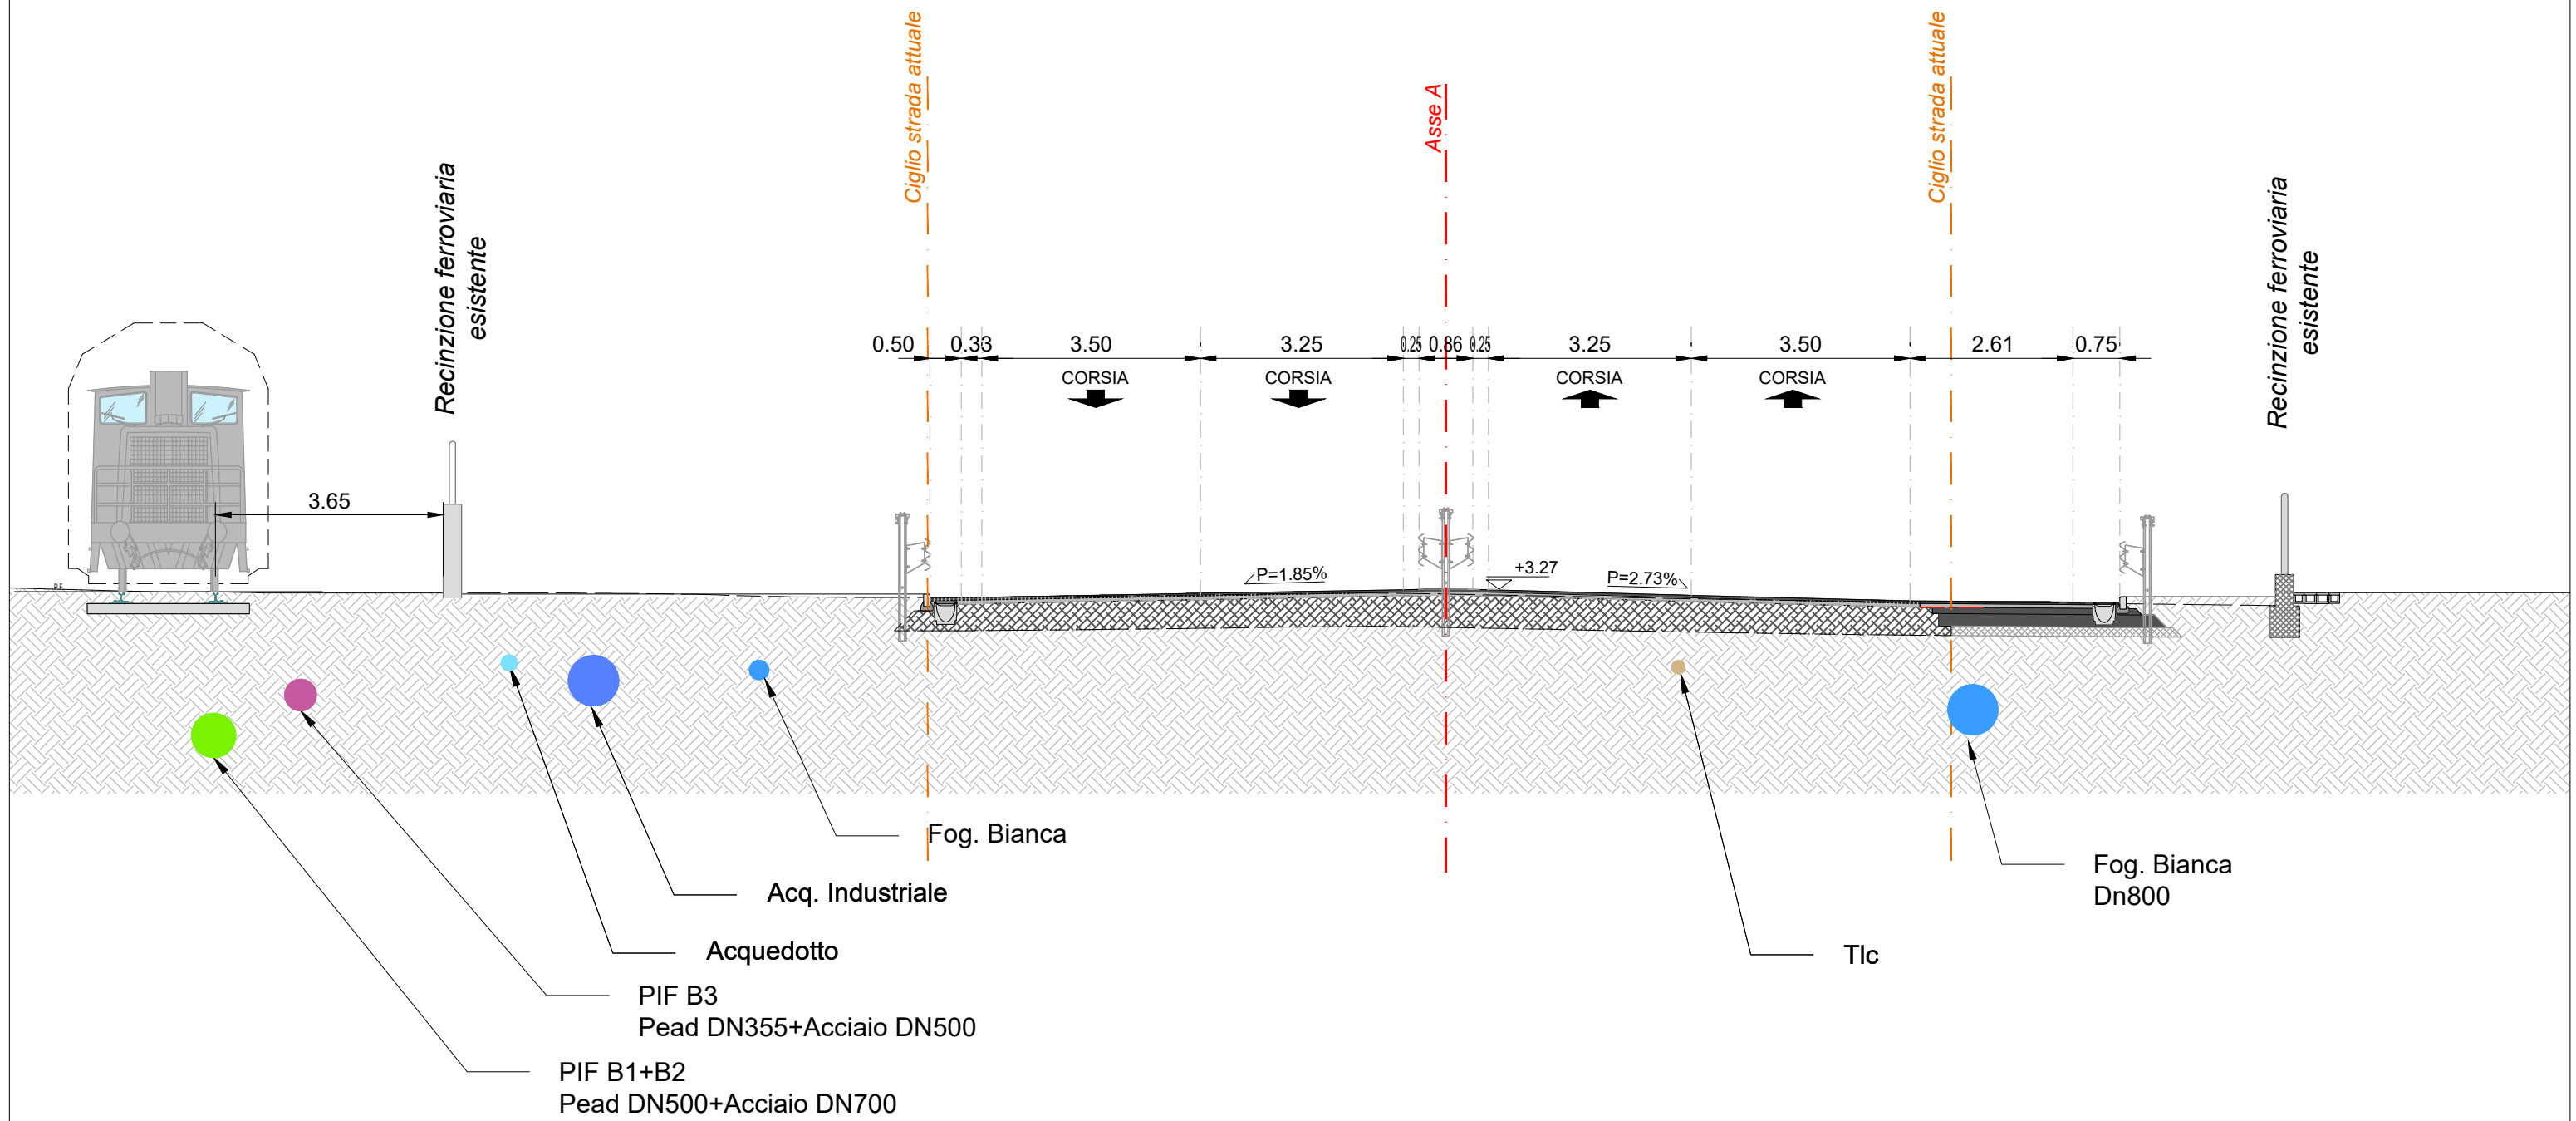 Ciglio strada attuale
Asse A
Ciglio strada attuale
Recinzione ferroviaria
esistente
Recinzione ferroviaria
esistente
0.50 0.33 3.50 3.25 0.25 0.86 0.25 3.25 3.50 2.61 0.75
CORSIA CORSIA CORSIA CORSIA
3.65
P=1.85% +3.27 P=2.73%
P.F.
Fog. Bianca
Fog. Bianca
Dn800
Acq. Industriale
Acquedotto
Tlc
PIF B3
Pead DN355+Acciaio DN500
PIF B1+B2
Pead DN500+Acciaio DN700